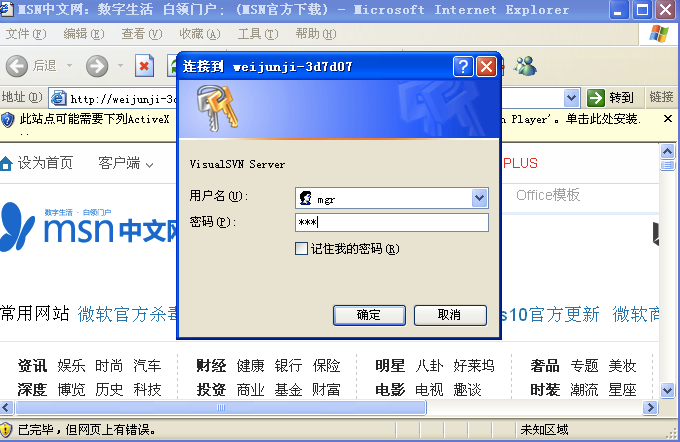 MSN中文网: 数字生活 白领门户; (MSN官方下载) - Microsoft Internet Explorer
文件(F) 编辑(E) 查看(V) 收藏(A) 工具(T) 帮助(H)
后退
地址(D) http://weijunji-3d 转到 链接
此站点可能需要下列ActiveX n Player'。单击此处安装.
设为首页 客户端 PLUS
Office模板
数字生活·白领门户
msn中文网
常用网站 微软官方杀毒 s10官方更新 微软商
资讯 娱乐 时尚 汽车 财经 健康 银行 保险 明星 八卦 好莱坞 奢品 专题 美妆
深度 博览 历史 科技 投资 商业 基金 财富 电影 电视 趣谈 时装 潮流 星座
已完毕，但网页上有错误。 未知区域
连接到 weijunji-3d7d07
VisualSVN Server
用户名(U): mgr
密码(P): ***
记住我的密码(R)
确定 取消